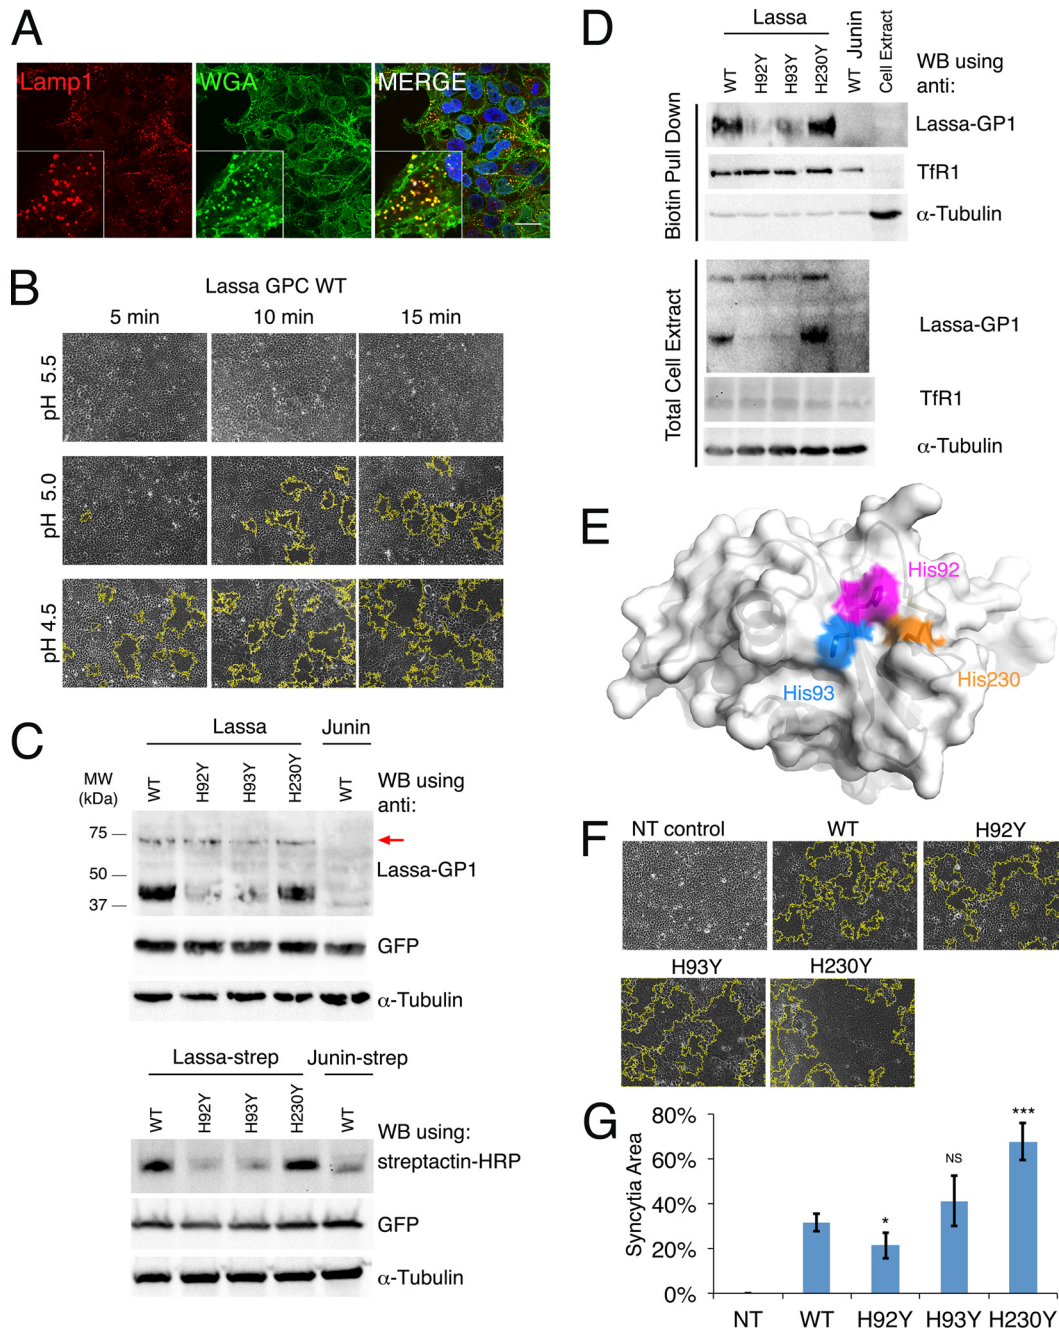 A
Lamp1
WGA
MERGE
B
Lassa GPC WT
5 min
10 min
15 min
pH 5.5
pH 5.0
pH 4.5
C
Lassa
Junin
MW
(kDa)
WT
H92Y
H93Y
H230Y
WT
WB using
anti:
75
50
37
Lassa-GP1
GFP
α-Tubulin
Lassa-strep
Junin-strep
WT
H92Y
H93Y
H230Y
WT
WB using:
streptactin-HRP
GFP
α-Tubulin
D
Lassa
WT
H92Y
H93Y
H230Y
WT Junin
Cell Extract
WB using
anti:
Biotin Pull Down
Lassa-GP1
TfR1
α-Tubulin
Total Cell Extract
Lassa-GP1
TfR1
α-Tubulin
E
His92
His93
His230
F
NT control
WT
H92Y
H93Y
H230Y
G
Syncytia Area
80%
60%
40%
20%
0%
*
NS
***
NT
WT
H92Y
H93Y
H230Y